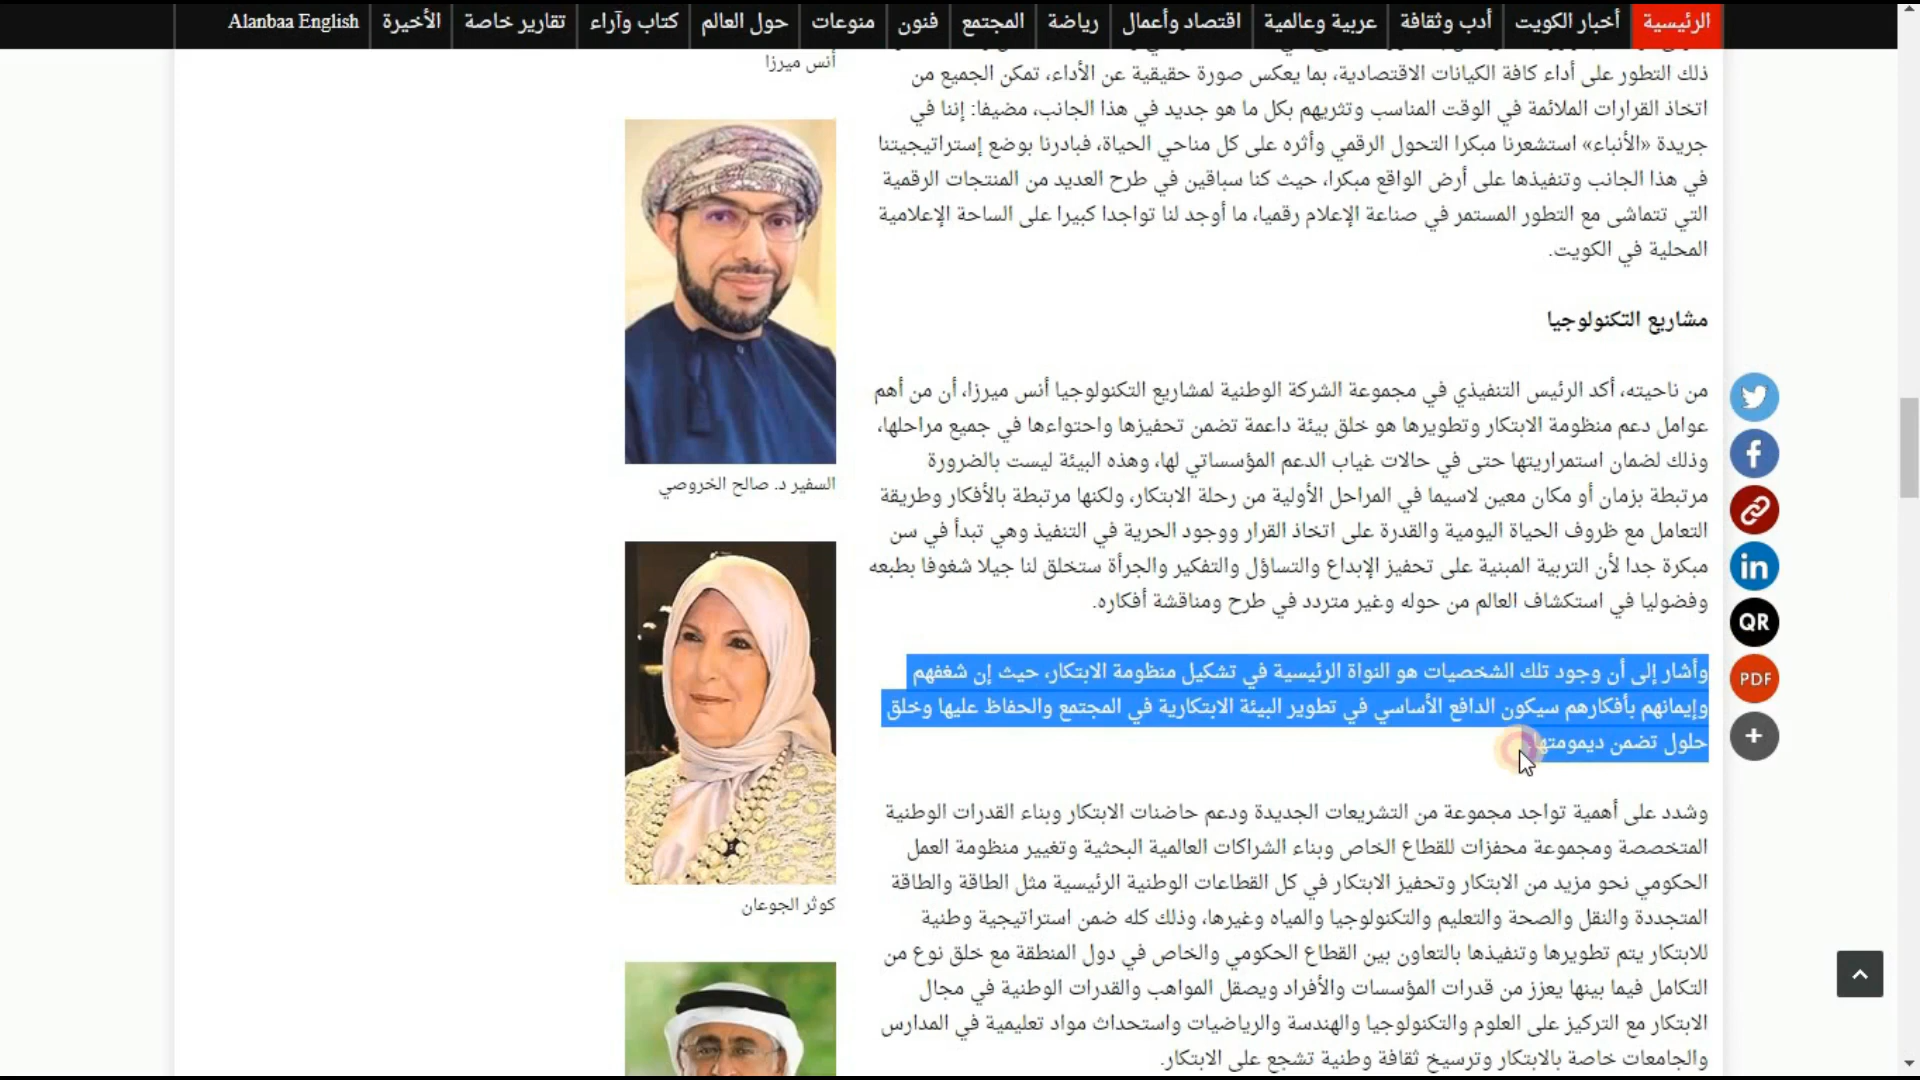 الرئيسية أخبار الكويت أدب وثقافة عربية وعالمية اقتصاد وأعمال رياضة المجتمع فنون منوعات حول العالم كتاب وآراء تقارير خاصة الأخيرة Alanbaa English
ذلك التطور على أداء كافة الكيانات الاقتصادية، بما يعكس صورة حقيقية عن الأداء، تمكن الجميع من
اتخاذ القرارات الملائمة في الوقت المناسب وتثريهم بكل ما هو جديد في هذا الجانب، مضيفا: إننا في
جريدة «الأنباء» استشعرنا مبكرا التحول الرقمي وأثره على كل مناحي الحياة، فبادرنا بوضع إستراتيجيتنا
في هذا الجانب وتنفيذها على أرض الواقع مبكرا، حيث كنا سباقين في طرح العديد من المنتجات الرقمية
التي تتماشى مع التطور المستمر في صناعة الإعلام رقميا، ما أوجد لنا تواجدا كبيرا على الساحة الإعلامية
المحلية في الكويت.
مشاريع التكنولوجيا
من ناحيته، أكد الرئيس التنفيذي في مجموعة الشركة الوطنية لمشاريع التكنولوجيا أنس ميرزا، أن من أهم
عوامل دعم منظومة الابتكار وتطويرها هو خلق بيئة داعمة تضمن تحفيزها واحتواءها في جميع مراحلها،
وذلك لضمان استمراريتها حتى في حالات غياب الدعم المؤسساتي لها، وهذه البيئة ليست بالضرورة
مرتبطة بزمان أو مكان معين لاسيما في المراحل الأولية من رحلة الابتكار، ولكنها مرتبطة بالأفكار وطريقة
التعامل مع ظروف الحياة اليومية والقدرة على اتخاذ القرار ووجود الحرية في التنفيذ وهي تبدأ في سن
مبكرة جدا لأن التربية المبنية على تحفيز الإبداع والتساؤل والتفكير والجرأة ستخلق لنا جيلا شغوفا بطبعه
وفضوليا في استكشاف العالم من حوله وغير متردد في طرح ومناقشة أفكاره.
وأشار إلى أن وجود تلك الشخصيات هو النواة الرئيسية في تشكيل منظومة الابتكار، حيث إن شغفهم
وإيمانهم بأفكارهم سيكون الدافع الأساسي في تطوير البيئة الابتكارية في المجتمع والحفاظ عليها وخلق
حلول تضمن ديمومتها.
وشدد على أهمية تواجد مجموعة من التشريعات الجديدة ودعم حاضنات الابتكار وبناء القدرات الوطنية
المتخصصة ومجموعة محفزات للقطاع الخاص وبناء الشراكات العالمية البحثية وتغيير منظومة العمل
الحكومي نحو مزيد من الابتكار وتحفيز الابتكار في كل القطاعات الوطنية الرئيسية مثل الطاقة والطاقة
المتجددة والنقل والصحة والتعليم والتكنولوجيا والمياه وغيرها، وذلك كله ضمن استراتيجية وطنية
للابتكار يتم تطويرها وتنفيذها بالتعاون بين القطاع الحكومي والخاص في دول المنطقة مع خلق نوع من
التكامل فيما بينها يعزز من قدرات المؤسسات والأفراد ويصقل المواهب والقدرات الوطنية في مجال
الابتكار مع التركيز على العلوم والتكنولوجيا والهندسة والرياضيات واستحداث مواد تعليمية في المدارس
والجامعات خاصة بالابتكار وترسيخ ثقافة وطنية تشجع على الابتكار.
أنس ميرزا
السفير د. صالح الخروصي
كوثر الجوعان
QR
PDF